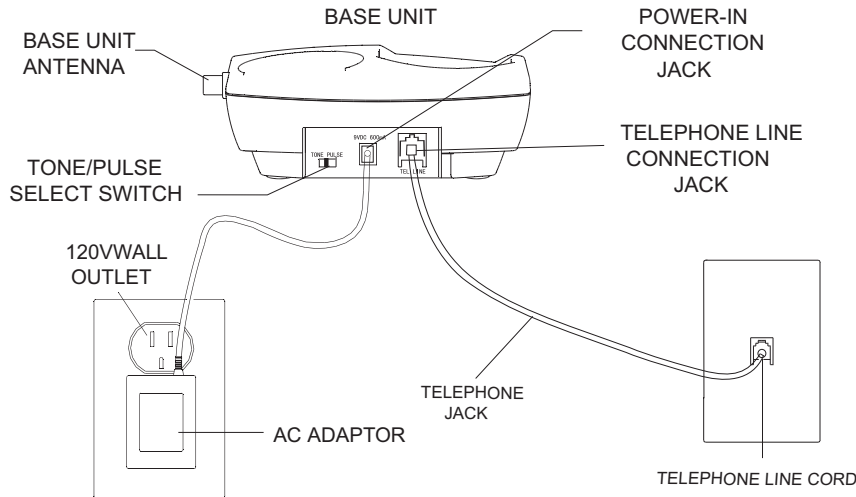 BASE UNIT
POWER-IN
CONNECTION
JACK
BASE UNIT
ANTENNA
9VDC 600mA
TONE PULSE
TEL LINE
TELEPHONE LINE
CONNECTION
JACK
TONE/PULSE
SELECT SWITCH
120VWALL
OUTLET
TELEPHONE
JACK
AC ADAPTOR
TELEPHONE LINE CORD